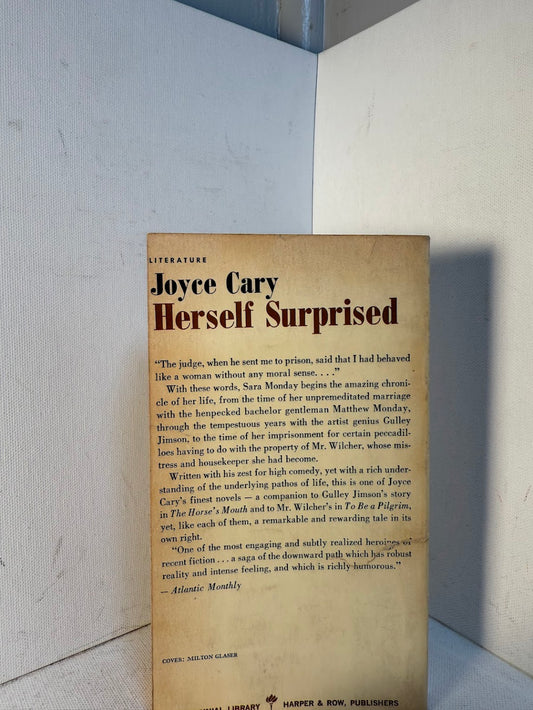 LITERATURE
Joyce Cary
Herself Surprised
"The judge, when he sent me to prison, said that I had behaved
like a woman without any moral sense. . . ."
With these words, Sara Monday begins the amazing chroni-
cle of her life, from the time of her unpremeditated marriage
with the henpecked bachelor gentleman Matthew Monday,
through the tempestuous years with the artist genius Gulley
Jimson, to the time of her imprisonment for certain peccadil-
loes having to do with the property of Mr. Wilcher, whose mis-
tress and housekeeper she had become.
Written with his zest for high comedy, yet with a rich under-
standing of the underlying pathos of life, this is one of Joyce
Cary's finest novels — a companion to Gulley Jimson's story
in The Horse's Mouth and to Mr. Wilcher's in To Be a Pilgrim,
yet, like each of them, a remarkable and rewarding tale in its
own right.
"One of the most engaging and subtly realized heroines of
recent fiction . . . a saga of the downward path which has robust
reality and intense feeling, and which is richly humorous."
— Atlantic Monthly
COVER: MILTON GLASER
LIBRARY HARPER & ROW, PUBLISHERS